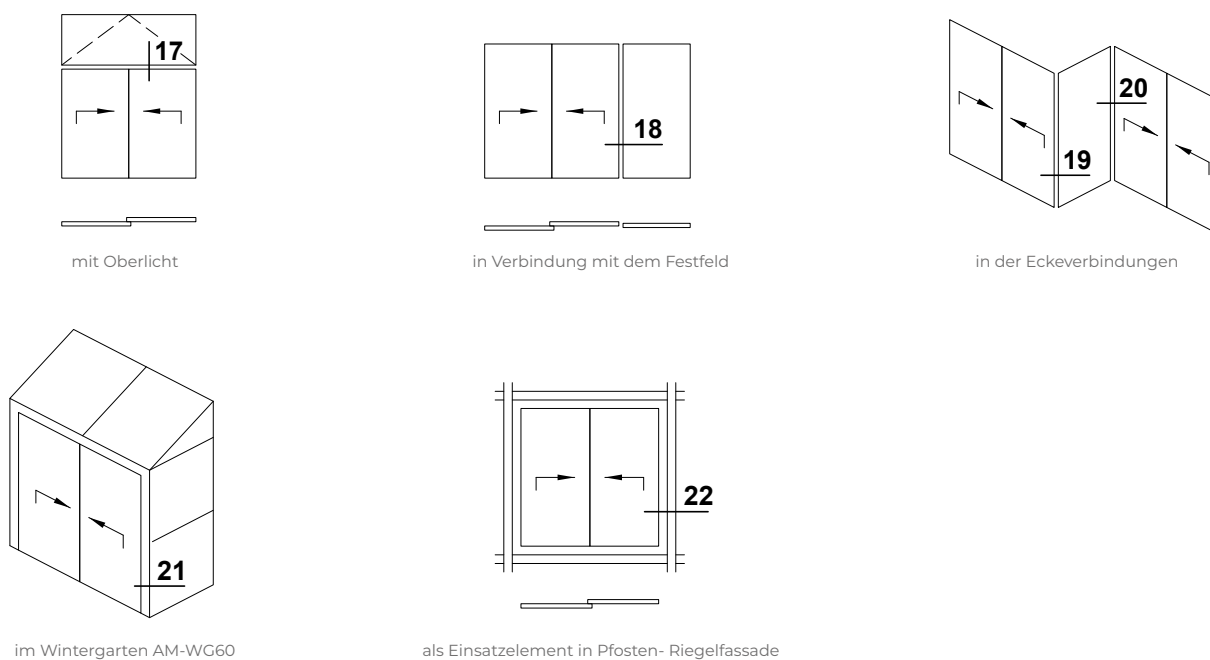 17
18
20
19
mit Oberlicht
in Verbindung mit dem Festfeld
in der Eckeverbindungen
21
22
im Wintergarten AM-WG60
als Einsatzelement in Pfosten- Riegelfassade